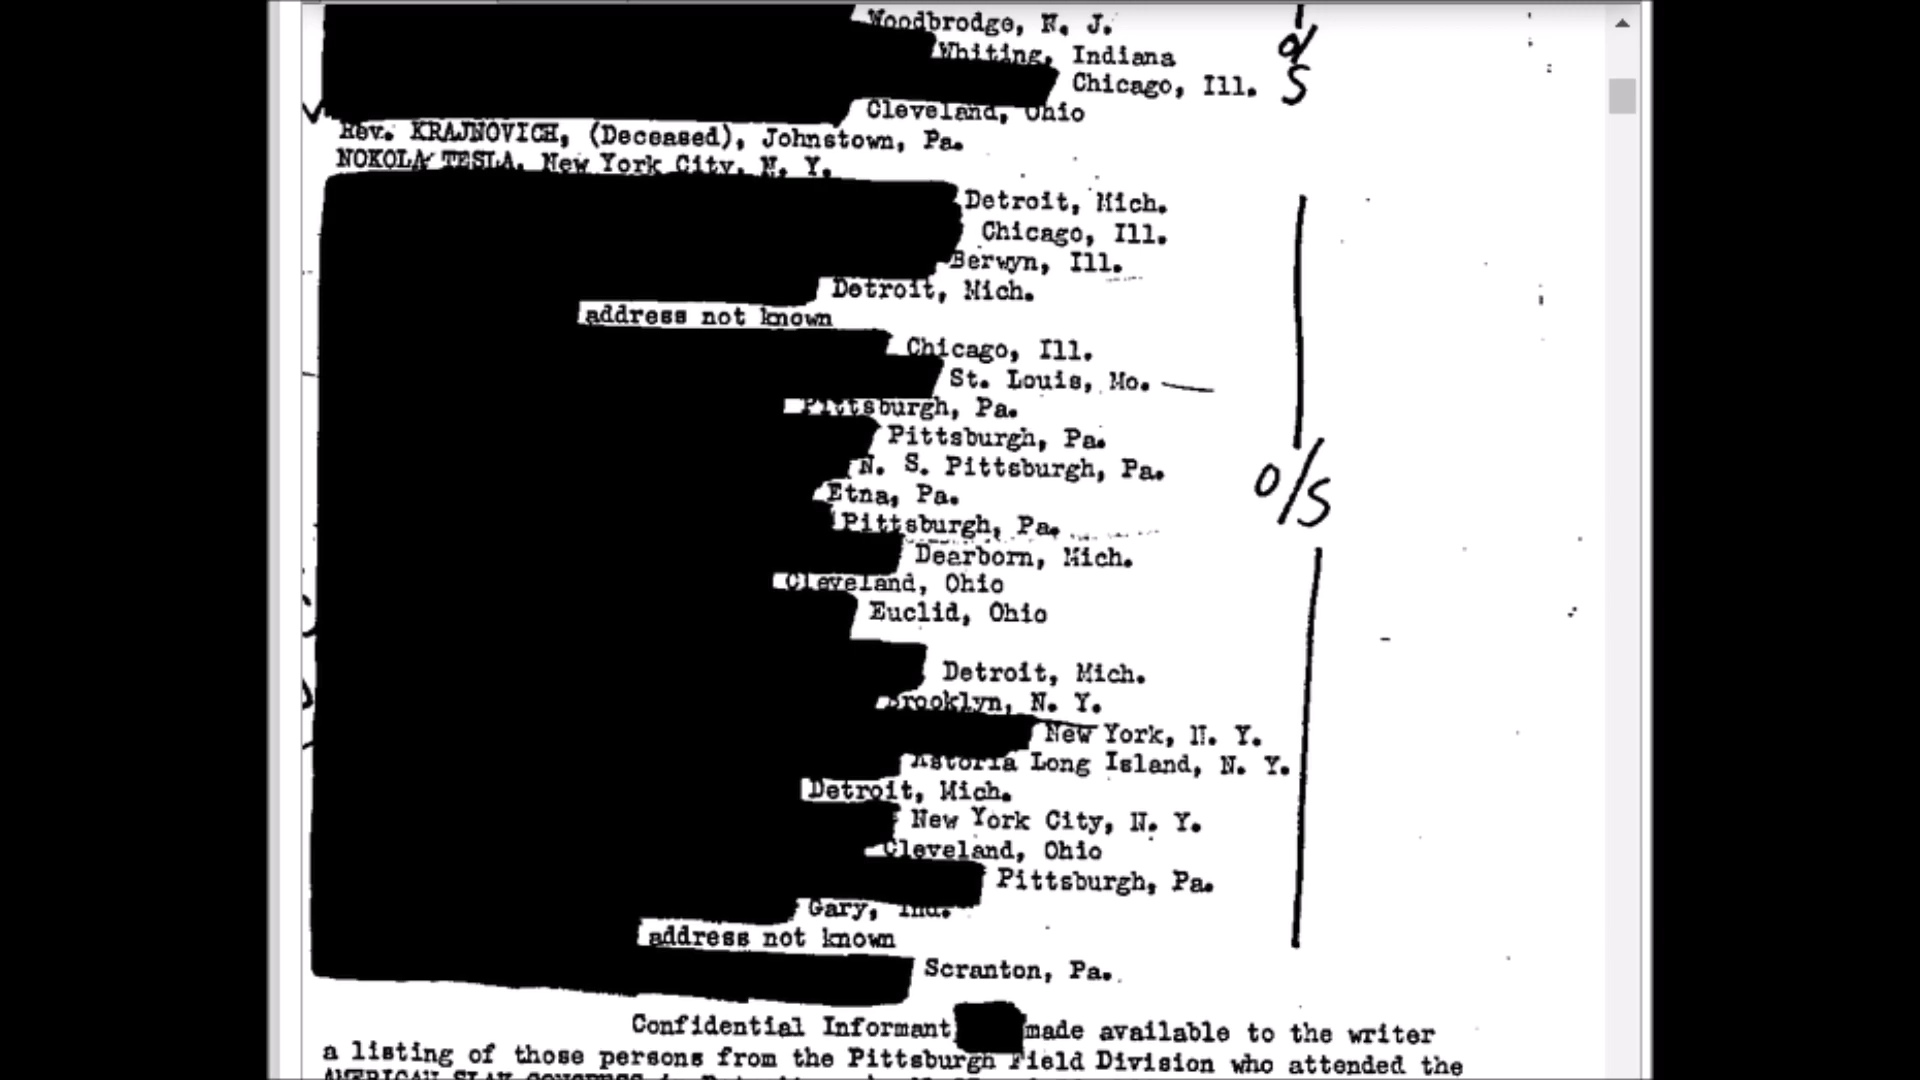 Woodbrodge, N. J.
Whiting, Indiana
Chicago, Ill.
Cleveland, Ohio
Rev. KRAJNOVICH, (Deceased), Johnstown, Pa.
NOKOLA TESLA, New York City, N. Y.
Detroit, Mich.
Chicago, Ill.
Berwyn, Ill.
Detroit, Mich.
address not known
Chicago, Ill.
St. Louis, Mo.
Pittsburgh, Pa.
Pittsburgh, Pa.
N. S. Pittsburgh, Pa.
O/S
Etna, Pa.
Pittsburgh, Pa.
Dearborn, Mich.
Cleveland, Ohio
Euclid, Ohio
Detroit, Mich.
Brooklyn, N. Y.
New York, N. Y.
Astoria Long Island, N. Y.
Detroit, Mich.
New York City, N. Y.
Cleveland, Ohio
Pittsburgh, Pa.
Gary, Ind.
address not known
Scranton, Pa.
Confidential Informant made available to the writer
a listing of those persons from the Pittsburgh Field Division who attended the
AMERICAN SLAV CONGRESS